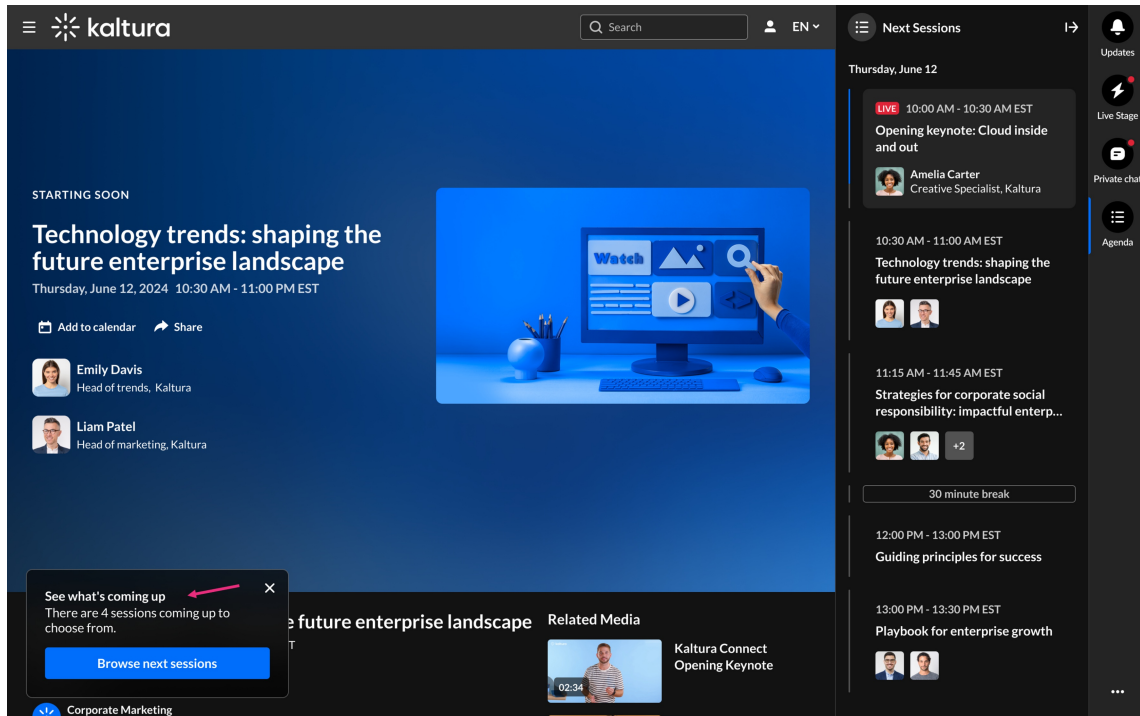 kaltura
Search
EN
STARTING SOON
Technology trends: shaping the
future enterprise landscape
Thursday, June 12, 2024 10:30 AM - 11:00 PM EST
Add to calendar
Share
Emily Davis
Head of trends, Kaltura
Liam Patel
Head of marketing, Kaltura
Watch
See what's coming up
There are 4 sessions coming up to
choose from.
Browse next sessions
future enterprise landscape
T
Corporate Marketing
Related Media
02:34
Kaltura Connect
Opening Keynote
Next Sessions
Thursday, June 12
LIVE 10:00 AM - 10:30 AM EST
Opening keynote: Cloud inside
and out
Amelia Carter
Creative Specialist, Kaltura
10:30 AM - 11:00 AM EST
Technology trends: shaping the
future enterprise landscape
11:15 AM - 11:45 AM EST
Strategies for corporate social
responsibility: impactful enterp...
+2
30 minute break
12:00 PM - 13:00 PM EST
Guiding principles for success
13:00 PM - 13:30 PM EST
Playbook for enterprise growth
Updates
Live Stage
Private chat
Agenda